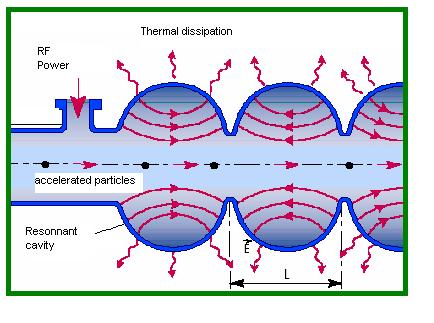 Thermal dissipation
RF
Power
accelerated particles
Resonnant
cavity
E
L